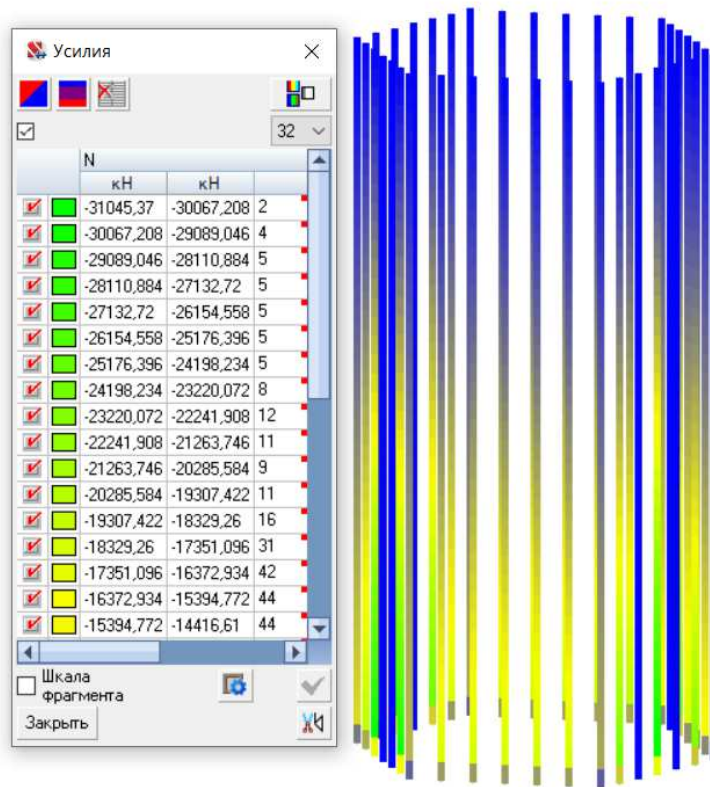 Усилия
32
N
кН кН
-31045,37 -30067,208 2
-30067,208 -29089,046 4
-29089,046 -28110,884 5
-28110,884 -27132,72 5
-27132,72 -26154,558 5
-26154,558 -25176,396 5
-25176,396 -24198,234 5
-24198,234 -23220,072 8
-23220,072 -22241,908 12
-22241,908 -21263,746 11
-21263,746 -20285,584 9
-20285,584 -19307,422 11
-19307,422 -18329,26 16
-18329,26 -17351,096 31
-17351,096 -16372,934 42
-16372,934 -15394,772 44
-15394,772 -14416,61 44
Шкала
фрагмента
Закрыть